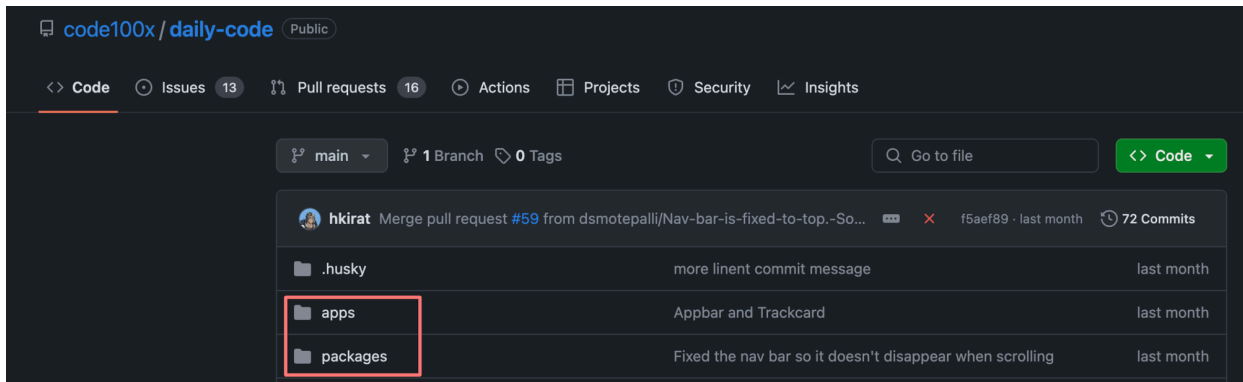 code100x / daily-code Public
Code Issues 13 Pull requests 16 Actions Projects Security Insights
main 1 Branch 0 Tags Go to file Code
hkirat Merge pull request #59 from dsmotepalli/Nav-bar-is-fixed-to-top.-So... f5aef89 · last month 72 Commits
.husky more linent commit message last month
apps Appbar and Trackcard last month
packages Fixed the nav bar so it doesn't disappear when scrolling last month